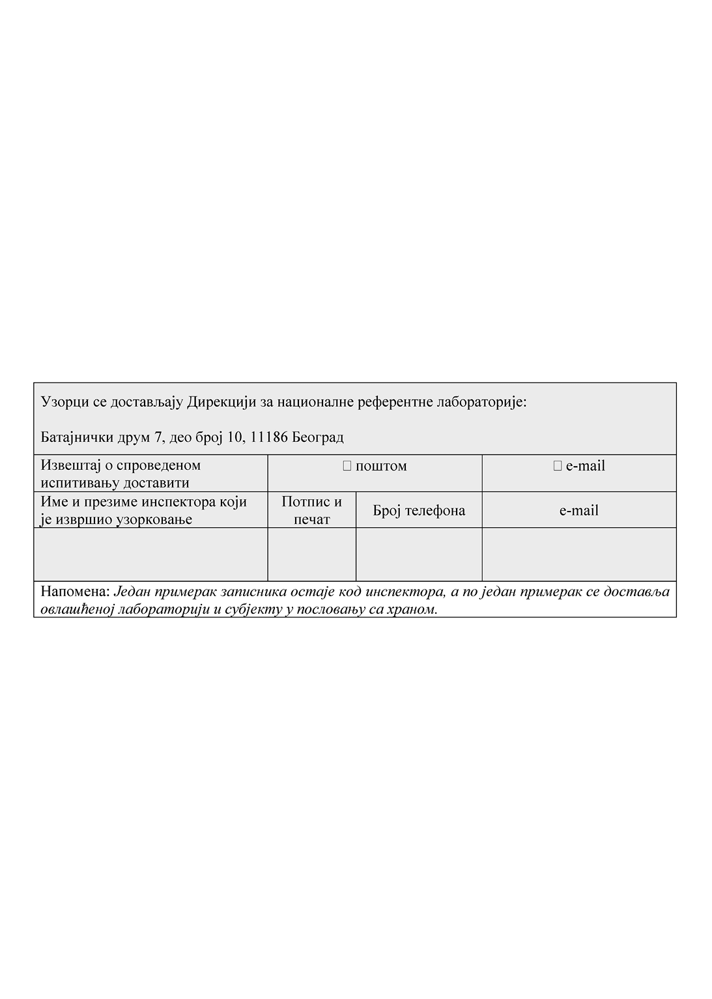 Узорци се достављају Дирекцији за националне референтне лабораторије:
Батајнички друм 7, део број 10, 11186 Београд
Извештај о спроведеном
испитивању доставити
☐ поштом
☐ e-mail
Име и презиме инспектора који
је извршио узорковање
Потпис и
печат
Број телефона
e-mail
Напомена: Један примерак записника остаје код инспектора, а по један примерак се доставља
овлашћеној лабораторији и субјекту у пословању са храном.